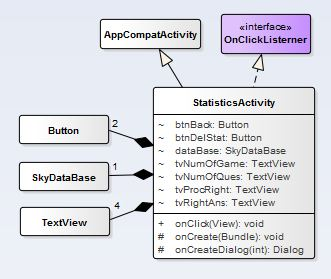 AppCompatActivity
«interface»
OnClickListerner
StatisticsActivity
~ btnBack: Button
~ btnDelStat: Button
~ dataBase: SkyDataBase
~ tvNumOfGame: TextView
~ tvNumOfQues: TextView
~ tvProcRight: TextView
~ tvRightAns: TextView
+ onClick(View): void
# onCreate(Bundle): void
# onCreateDialog(int): Dialog
Button
2
SkyDataBase
1
TextView
4